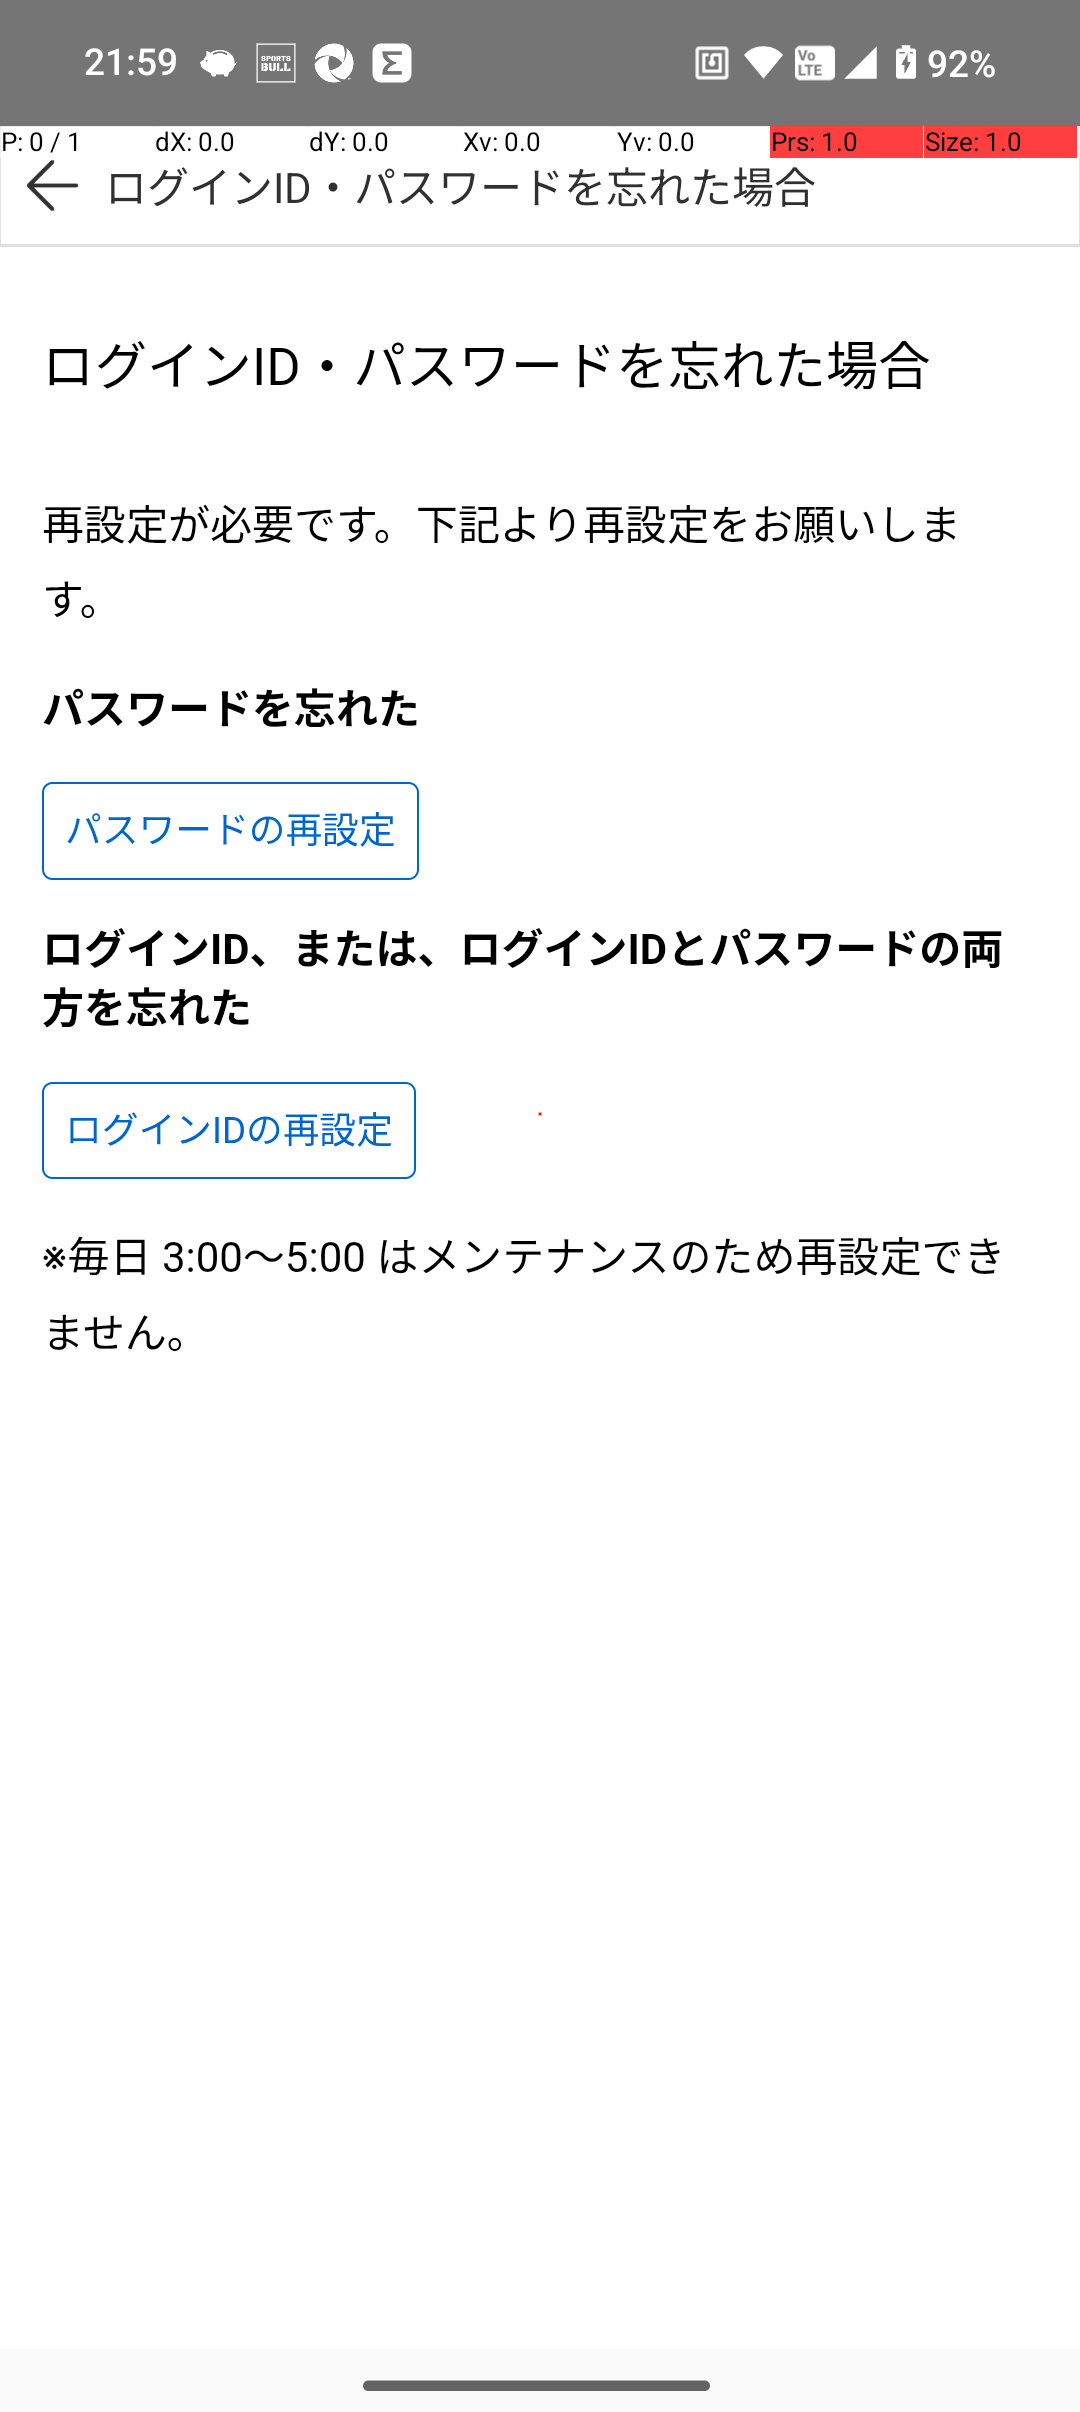 21:59 SPORTS BULL Vo LTE 92%
P: 0 / 1 dX: 0.0 dY: 0.0 Xv: 0.0 Yv: 0.0 Prs: 1.0 Size: 1.0
ログインID・パスワードを忘れた場合
ログインID・パスワードを忘れた場合
再設定が必要です。下記より再設定をお願いしま
す。
パスワードを忘れた
パスワードの再設定
ログインID、または、ログインIDとパスワードの両
方を忘れた
ログインIDの再設定
※毎日 3:00〜5:00 はメンテナンスのため再設定でき
ません。